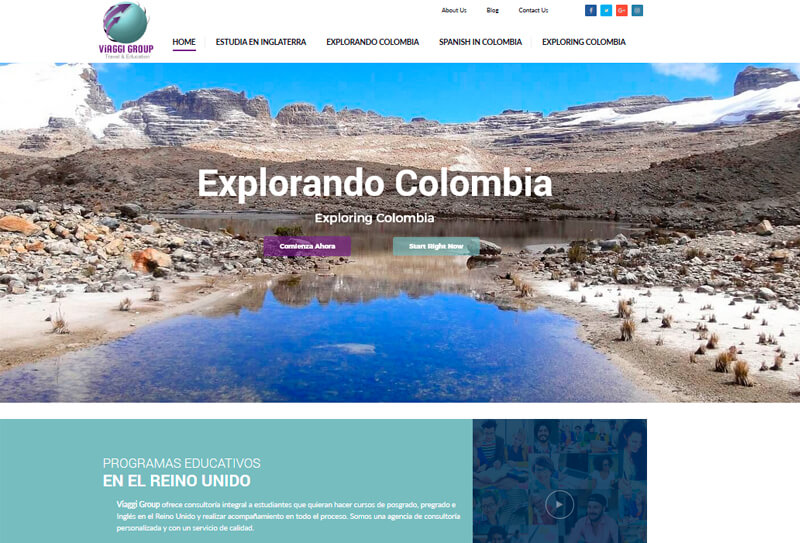 About Us Blog Contact Us
ViAGGI GROUP
Travel & Education
HOME ESTUDIA EN INGLATERRA EXPLORANDO COLOMBIA SPANISH IN COLOMBIA EXPLORING COLOMBIA
Explorando Colombia
Exploring Colombia
Comienza Ahora Start Right Now
PROGRAMAS EDUCATIVOS
EN EL REINO UNIDO
Viaggi Group ofrece consultoría integral a estudiantes que quieran hacer cursos de posgrado, pregrado e
Inglés en el Reino Unido y realizar acompañamiento en todo el proceso. Somos una agencia de consultoría
personalizada y con un servicio de calidad.